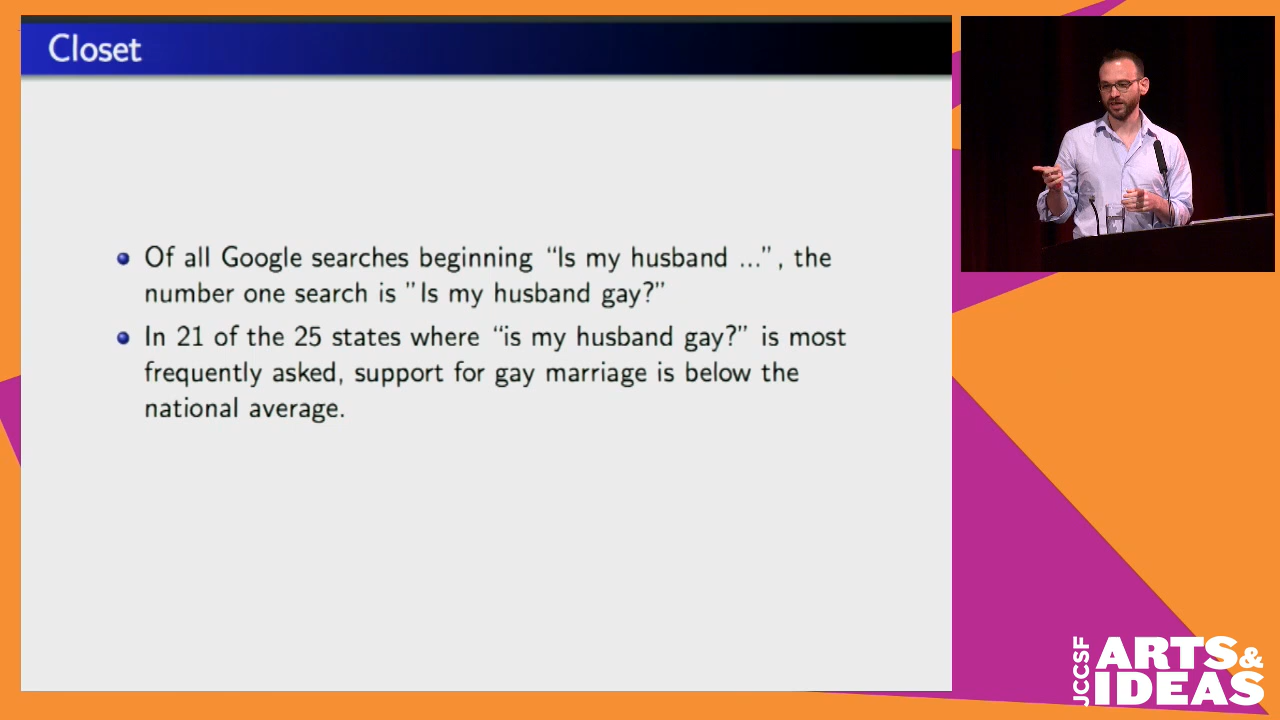 Closet
Of all Google searches beginning “Is my husband ...”, the
number one search is ”Is my husband gay?”
In 21 of the 25 states where “is my husband gay?” is most
frequently asked, support for gay marriage is below the
national average.
JCCSF
ARTS&
IDEAS